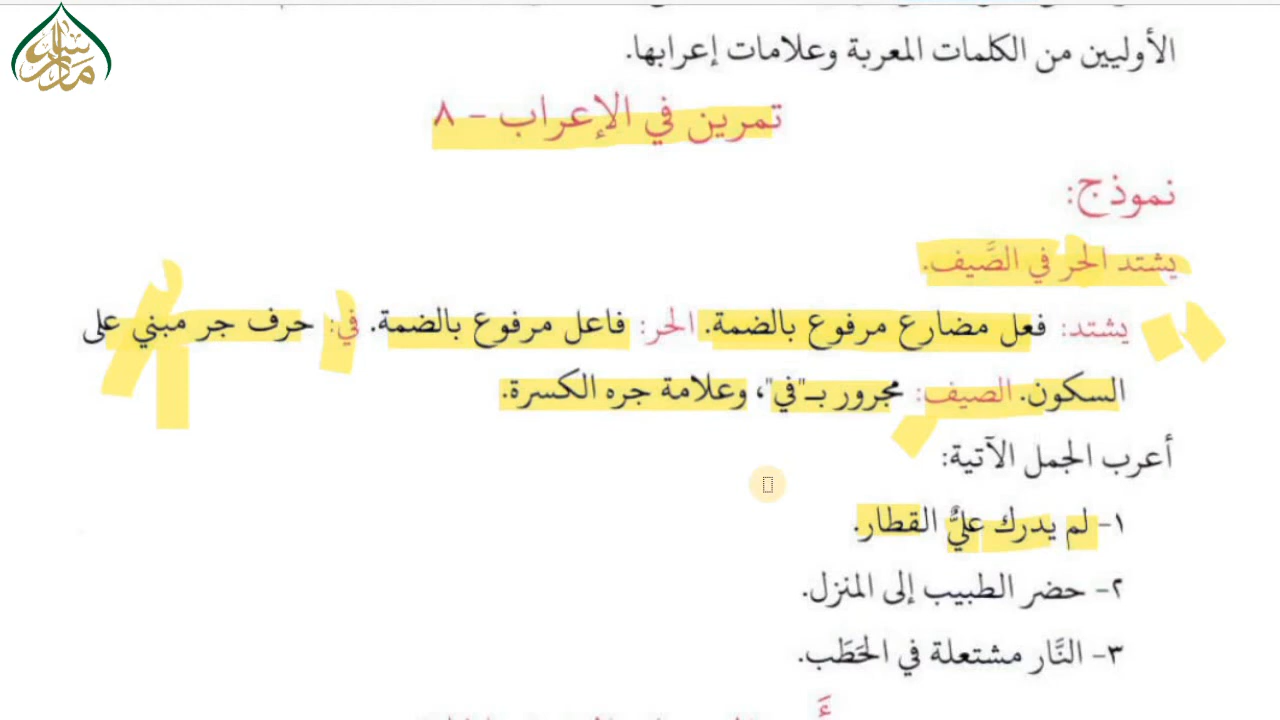 الأوليين من الكلمات المعربة وعلامات إعرابها.
تمرين في الإعراب - ٨
نموذج:
يشتد الحر في الصَّيف.
يشتد: فعل مضارع مرفوع بالضمة. الحر: فاعل مرفوع بالضمة. في: حرف جر مبني على
السكون. الصيف: مجرور بـ"في"، وعلامة جره الكسرة.
أعرب الجمل الآتية:
١- لم يدرك عليٌّ القطار.
٢- حضر الطبيب إلى المنزل.
٣- النَّار مشتعلة في الحَطَب.